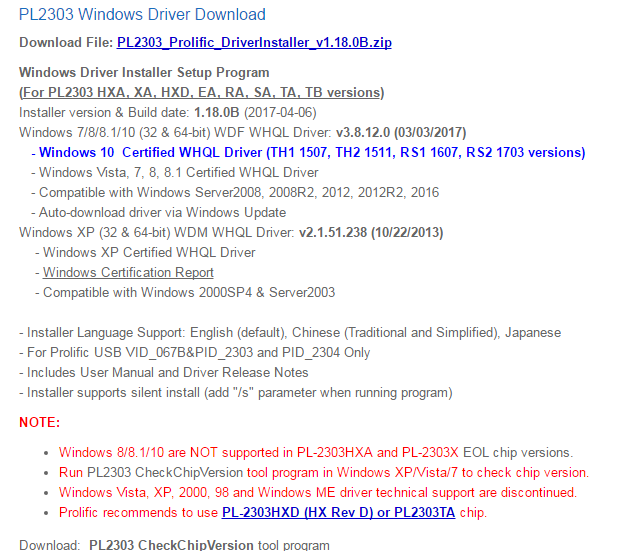 PL2303 Windows Driver Download
Download File: PL2303_Prolific_DriverInstaller_v1.18.0B.zip
Windows Driver Installer Setup Program
(For PL2303 HXA, XA, HXD, EA, RA, SA, TA, TB versions)
Installer version & Build date: 1.18.0B (2017-04-06)
Windows 7/8/8.1/10 (32 & 64-bit) WDF WHQL Driver: v3.8.12.0 (03/03/2017)
- Windows 10 Certified WHQL Driver (TH1 1507, TH2 1511, RS1 1607, RS2 1703 versions)
- Windows Vista, 7, 8, 8.1 Certified WHQL Driver
- Compatible with Windows Server2008, 2008R2, 2012, 2012R2, 2016
- Auto-download driver via Windows Update
Windows XP (32 & 64-bit) WDM WHQL Driver: v2.1.51.238 (10/22/2013)
- Windows XP Certified WHQL Driver
- Windows Certification Report
- Compatible with Windows 2000SP4 & Server2003
- Installer Language Support: English (default), Chinese (Traditional and Simplified), Japanese
- For Prolific USB VID_067B&PID_2303 and PID_2304 Only
- Includes User Manual and Driver Release Notes
- Installer supports silent install (add "/s" parameter when running program)
NOTE:
• Windows 8/8.1/10 are NOT supported in PL-2303HXA and PL-2303X EOL chip versions.
• Run PL2303 CheckChipVersion tool program in Windows XP/Vista/7 to check chip version.
• Windows Vista, XP, 2000, 98 and Windows ME driver technical support are discontinued.
• Prolific recommends to use PL-2303HXD (HX Rev D) or PL2303TA chip.
Download: PL2303 CheckChipVersion tool program